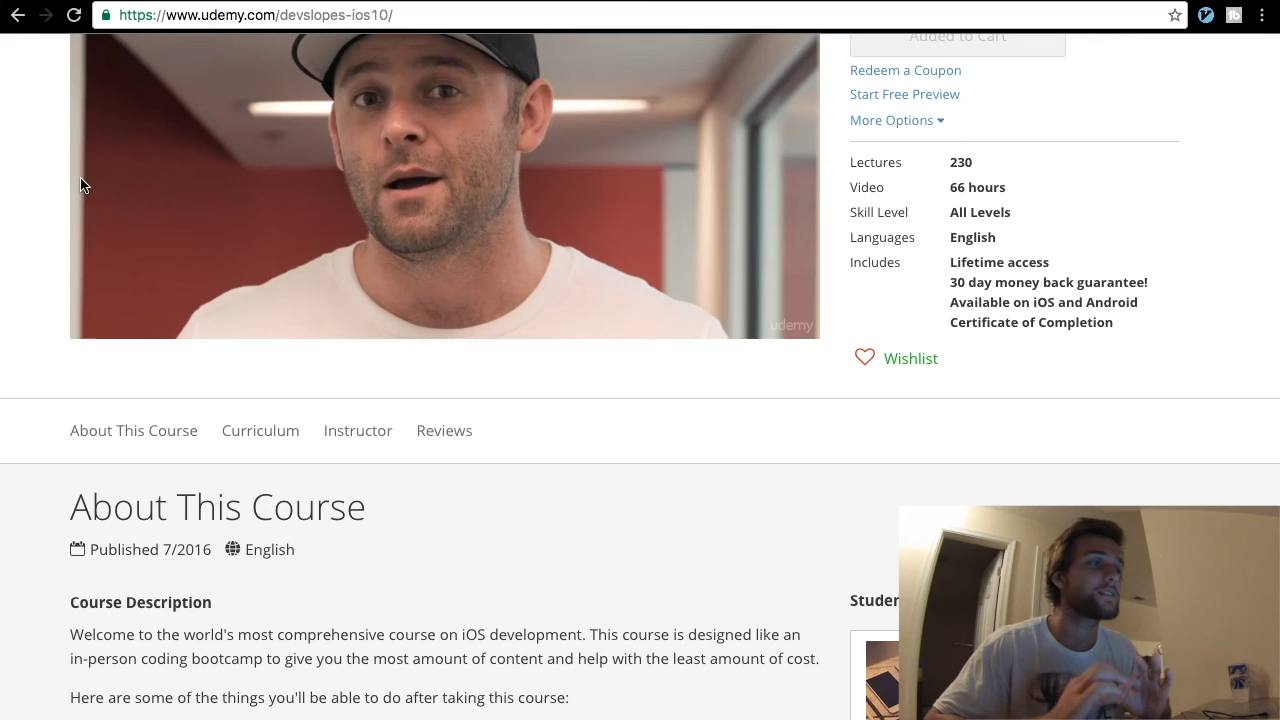 https://www.udemy.com/devslopes-ios10/
Added to Cart
Redeem a Coupon
Start Free Preview
More Options
Lectures 230
Video 66 hours
Skill Level All Levels
Languages English
Includes Lifetime access
30 day money back guarantee!
Available on iOS and Android
Certificate of Completion
udemy
Wishlist
About This Course Curriculum Instructor Reviews
About This Course
Published 7/2016 English
Course Description
Welcome to the world's most comprehensive course on iOS development. This course is designed like an
in-person coding bootcamp to give you the most amount of content and help with the least amount of cost.
Here are some of the things you'll be able to do after taking this course:
Studen